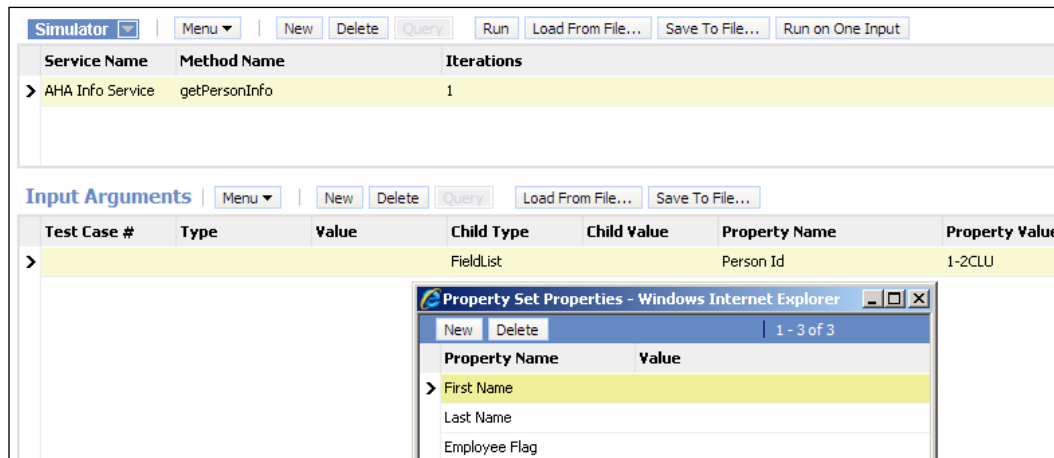 Simulator Menu New Delete Query Run Load From File... Save To File... Run on One Input
Service Name Method Name Iterations
AHA Info Service getPersonInfo 1
Input Arguments Menu New Delete Query Load From File... Save To File...
Test Case # Type Value Child Type Child Value Property Name Property Value
FieldList Person Id 1-2CLU
Property Set Properties - Windows Internet Explorer
New Delete 1 - 3 of 3
Property Name Value
First Name
Last Name
Employee Flag